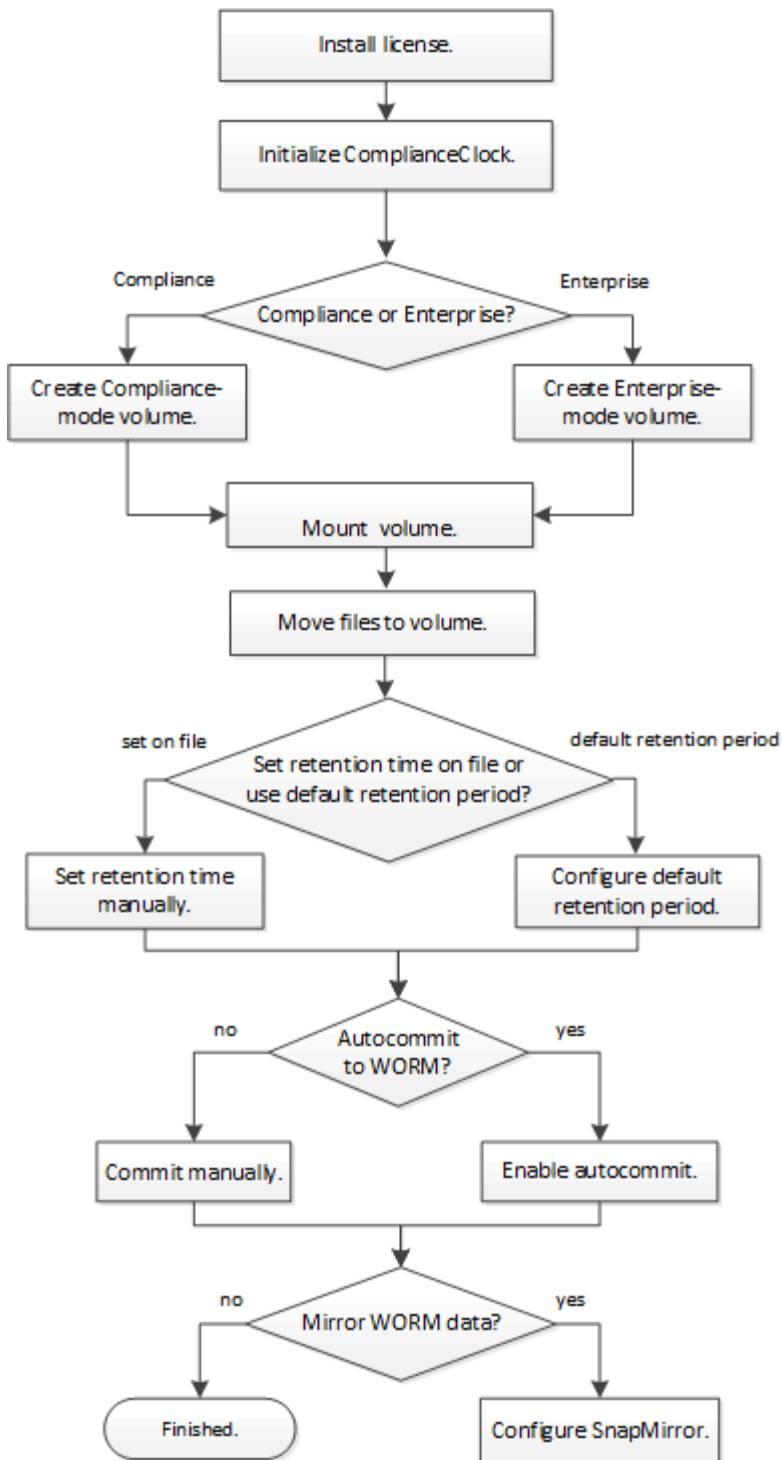 Install license.
Initialize ComplianceClock.
Compliance
Enterprise
Compliance or Enterprise?
Create Compliance-
mode volume.
Create Enterprise-
mode volume.
Mount volume.
Move files to volume.
set on file
default retention period
Set retention time on file or
use default retention period?
Set retention time
manually.
Configure default
retention period.
no
yes
Autocommit
to WORM?
Commit manually.
Enable autocommit.
no
yes
Mirror WORM data?
Finished.
Configure SnapMirror.